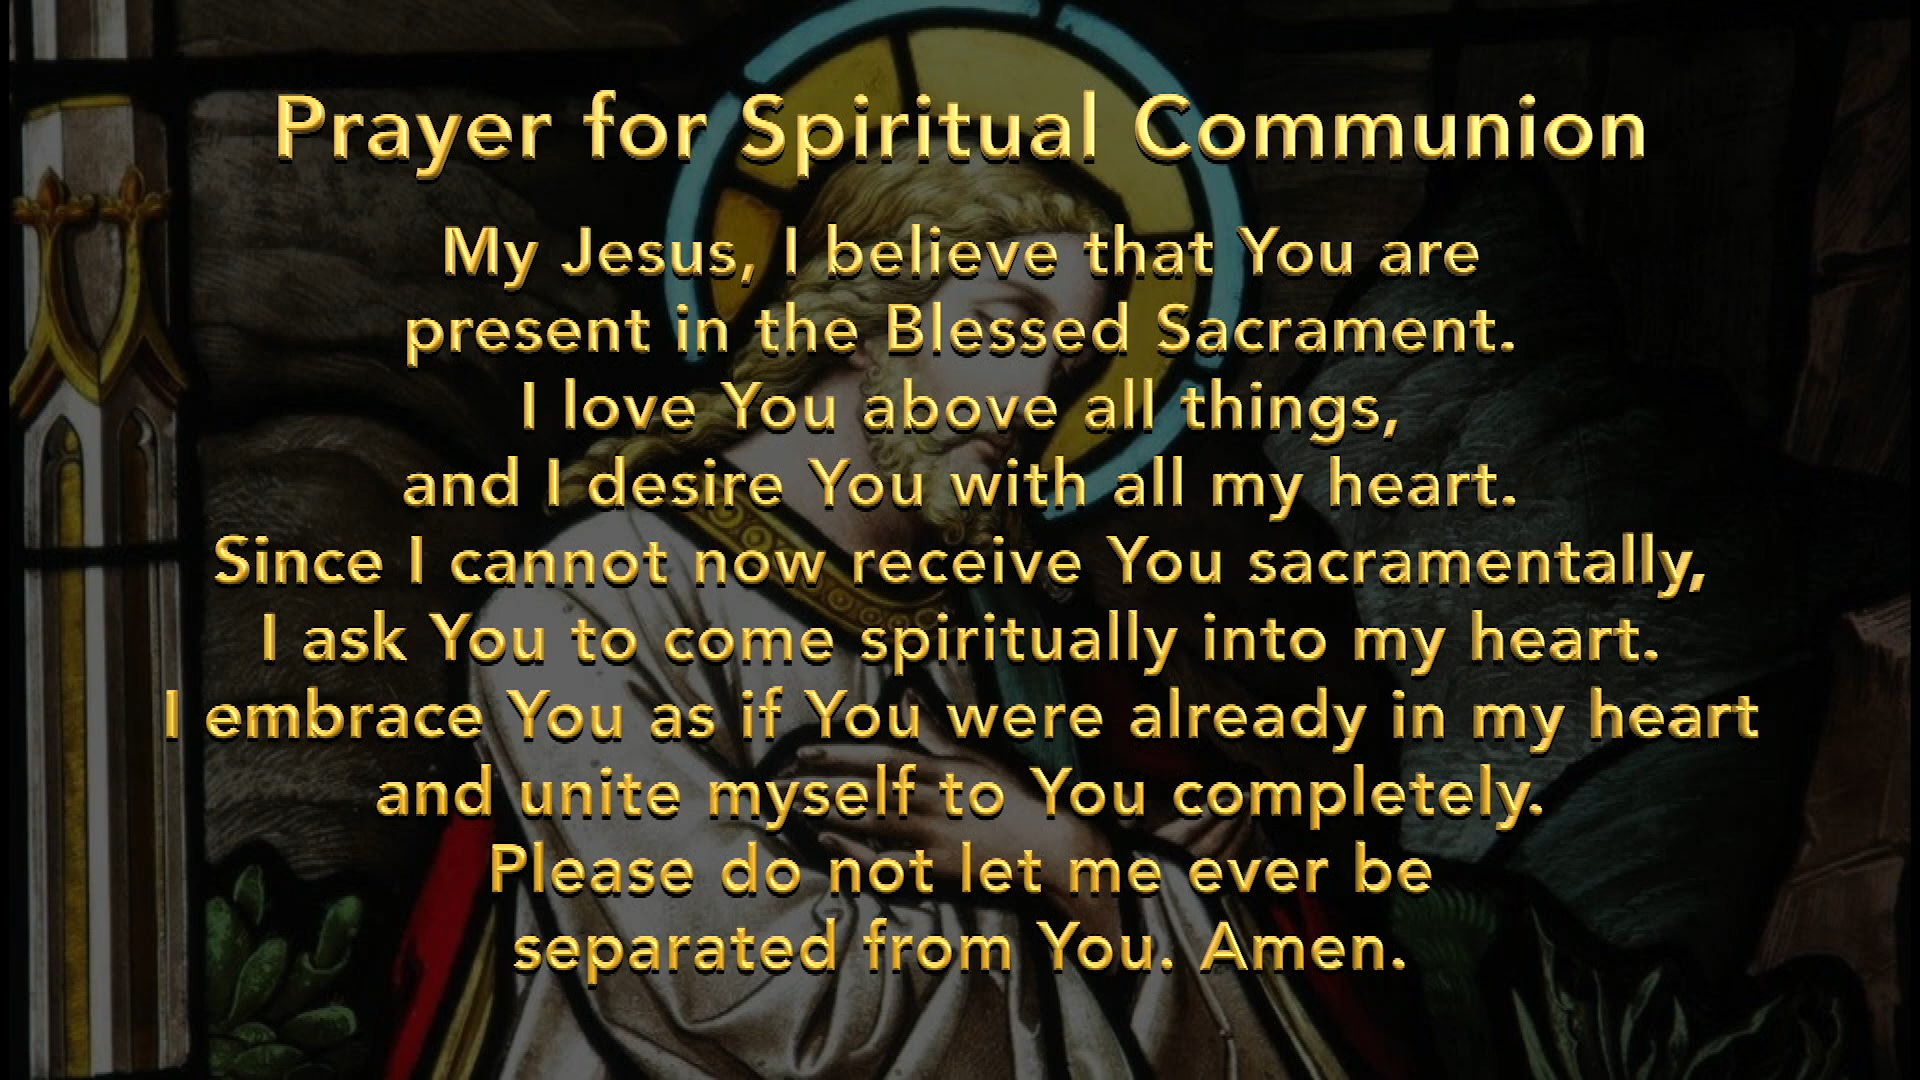 Prayer for Spiritual Communion
My Jesus, I believe that You are
present in the Blessed Sacrament.
I love You above all things,
and I desire You with all my heart.
Since I cannot now receive You sacramentally,
I ask You to come spiritually into my heart.
I embrace You as if You were already in my heart
and unite myself to You completely.
Please do not let me ever be
separated from You. Amen.